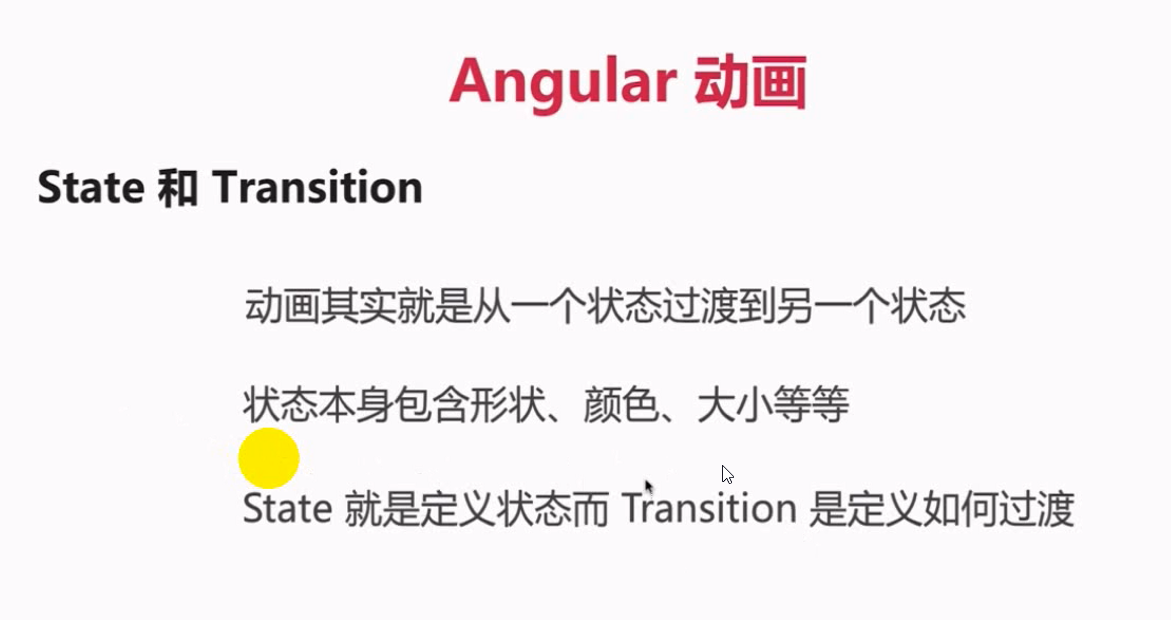 Angular 动画
State 和 Transition
动画其实就是从一个状态过渡到另一个状态
状态本身包含形状、颜色、大小等等
State 就是定义状态而 Transition 是定义如何过渡